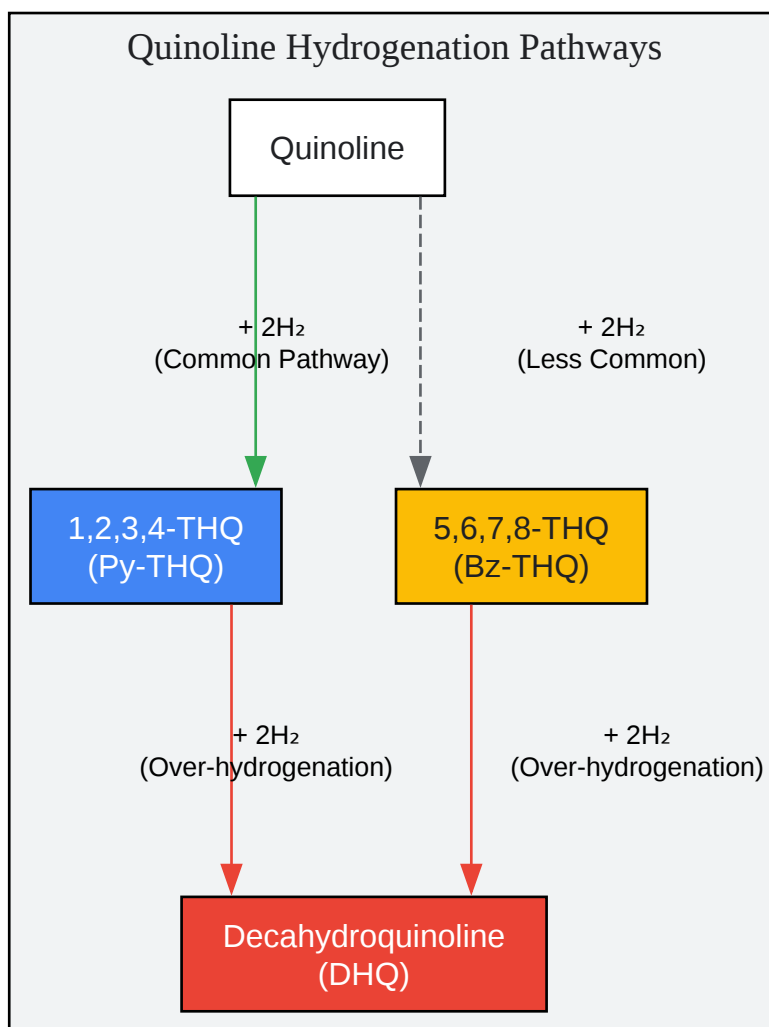 Quinoline Hydrogenation Pathways
Quinoline
+ 2H₂
(Common Pathway)
+ 2H₂
(Less Common)
1,2,3,4-THQ
(Py-THQ)
5,6,7,8-THQ
(Bz-THQ)
+ 2H₂
(Over-hydrogenation)
+ 2H₂
(Over-hydrogenation)
Decahydroquinoline
(DHQ)